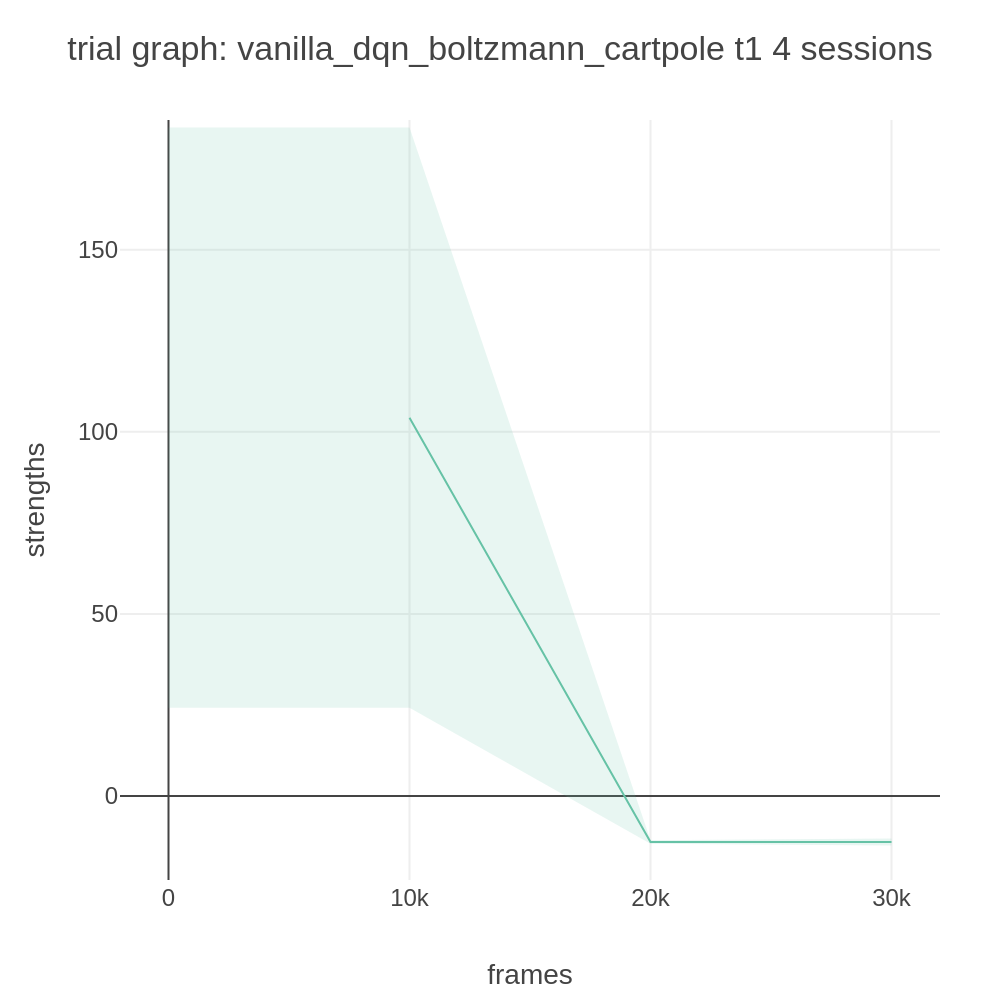 trial graph: vanilla_dqn_boltzmann_cartpole t1 4 sessions
150
100
50
0
strengths
0 10k 20k 30k
frames